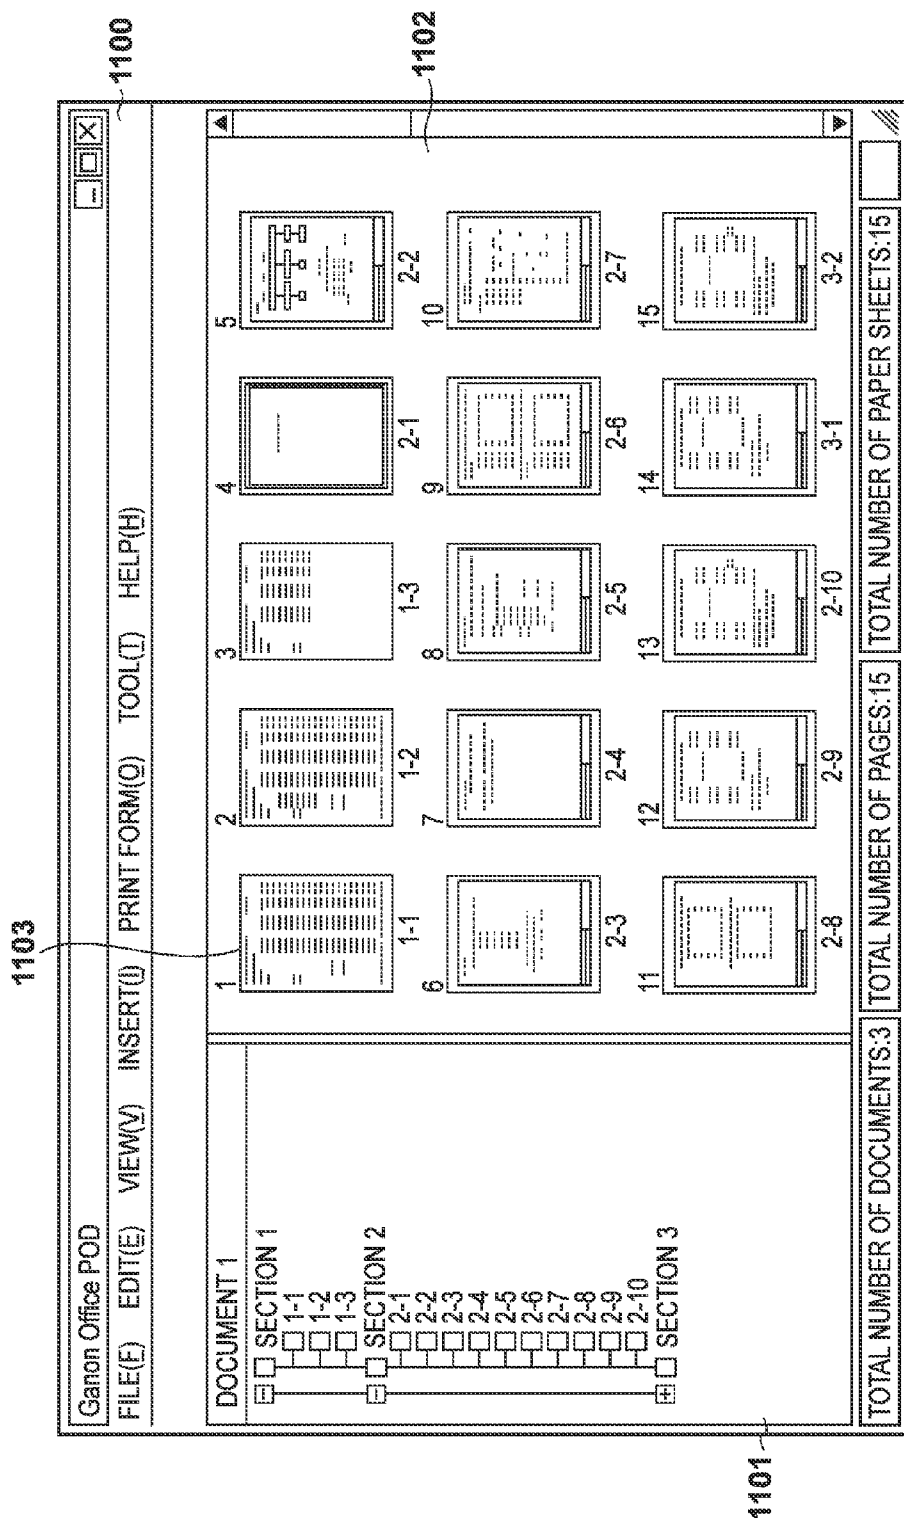 1100
Ganon Office POD
FILE(F) EDIT(E) VIEW(V) INSERT(I) PRINT FORM(O) TOOL(T) HELP(H)
1103
1102
DOCUMENT 1
SECTION 1
1-1
1-2
1-3
SECTION 2
2-1
2-2
2-3
2-4
2-5
2-6
2-7
2-8
2-9
2-10
SECTION 3
1 2 3 4 5
1-1 1-2 1-3 2-1 2-2
6 7 8 9 10
2-3 2-4 2-5 2-6 2-7
11 12 13 14 15
2-8 2-9 2-10 3-1 3-2
1101
TOTAL NUMBER OF DOCUMENTS:3 TOTAL NUMBER OF PAGES:15 TOTAL NUMBER OF PAPER SHEETS:15